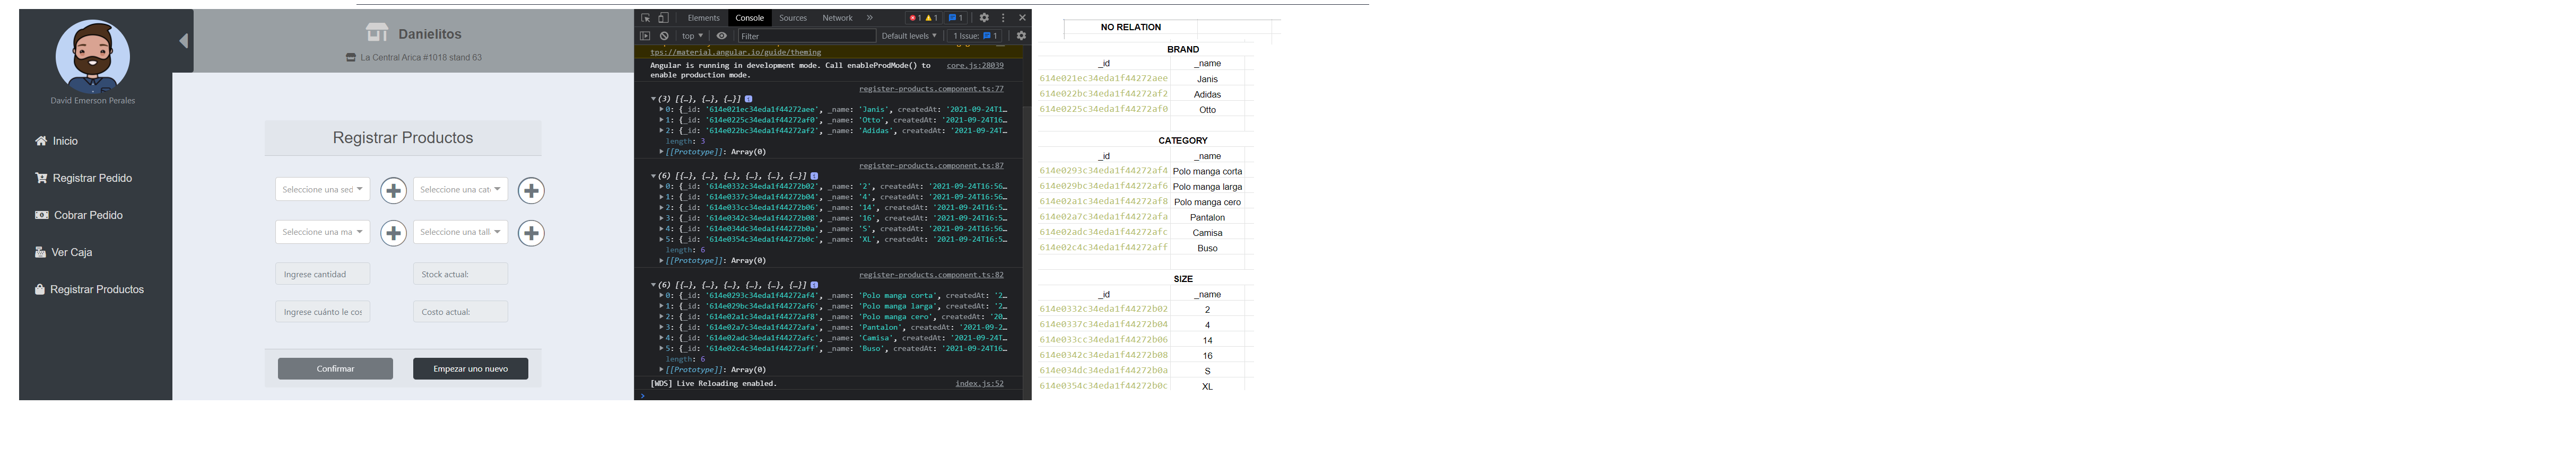 David Emerson Perales
Inicio
Registrar Pedido
Cobrar Pedido
Ver Caja
Registrar Productos
Danielitos
La Central Arica #1018 stand 63
Registrar Productos
Seleccione una sed
Seleccione una cat
Seleccione una ma
Seleccione una tall
Ingrese cantidad
Stock actual:
Ingrese cuánto le cos
Costo actual:
Confirmar
Empezar uno nuevo
Elements Console Sources Network » 1 1 1
top Filter Default levels 1 Issue: 1
tps://material.angular.io/guide/theming
Angular is running in development mode. Call enableProdMode() to core.js:28039
enable production mode.
register-products.component.ts:77
(3) [{…}, {…}, {…}]
0: {_id: '614e021ec34eda1f44272aee', _name: 'Janis', createdAt: '2021-09-24T1…
1: {_id: '614e0225c34eda1f44272af0', _name: 'Otto', createdAt: '2021-09-24T16…
2: {_id: '614e022bc34eda1f44272af2', _name: 'Adidas', createdAt: '2021-09-24T…
length: 3
[[Prototype]]: Array(0)
register-products.component.ts:87
(6) [{…}, {…}, {…}, {…}, {…}, {…}]
0: {_id: '614e0332c34eda1f44272b02', _name: '2', createdAt: '2021-09-24T16:56…
1: {_id: '614e0337c34eda1f44272b04', _name: '4', createdAt: '2021-09-24T16:56…
2: {_id: '614e033cc34eda1f44272b06', _name: '14', createdAt: '2021-09-24T16:5…
3: {_id: '614e0342c34eda1f44272b08', _name: '16', createdAt: '2021-09-24T16:5…
4: {_id: '614e034dc34eda1f44272b0a', _name: 'S', createdAt: '2021-09-24T16:56…
5: {_id: '614e0354c34eda1f44272b0c', _name: 'XL', createdAt: '2021-09-24T16:5…
length: 6
[[Prototype]]: Array(0)
register-products.component.ts:82
(6) [{…}, {…}, {…}, {…}, {…}, {…}]
0: {_id: '614e0293c34eda1f44272af4', _name: 'Polo manga corta', createdAt: '2…
1: {_id: '614e029bc34eda1f44272af6', _name: 'Polo manga larga', createdAt: '2…
2: {_id: '614e02a1c34eda1f44272af8', _name: 'Polo manga cero', createdAt: '20…
3: {_id: '614e02a7c34eda1f44272afa', _name: 'Pantalon', createdAt: '2021-09-2…
4: {_id: '614e02adc34eda1f44272afc', _name: 'Camisa', createdAt: '2021-09-24T…
5: {_id: '614e02c4c34eda1f44272aff', _name: 'Buso', createdAt: '2021-09-24T16…
length: 6
[[Prototype]]: Array(0)
[WDS] Live Reloading enabled. index.js:52
NO RELATION
BRAND
_id _name
614e021ec34eda1f44272aee Janis
614e022bc34eda1f44272af2 Adidas
614e0225c34eda1f44272af0 Otto
CATEGORY
_id _name
614e0293c34eda1f44272af4 Polo manga corta
614e029bc34eda1f44272af6 Polo manga larga
614e02a1c34eda1f44272af8 Polo manga cero
614e02a7c34eda1f44272afa Pantalon
614e02adc34eda1f44272afc Camisa
614e02c4c34eda1f44272aff Buso
SIZE
_id _name
614e0332c34eda1f44272b02 2
614e0337c34eda1f44272b04 4
614e033cc34eda1f44272b06 14
614e0342c34eda1f44272b08 16
614e034dc34eda1f44272b0a S
614e0354c34eda1f44272b0c XL